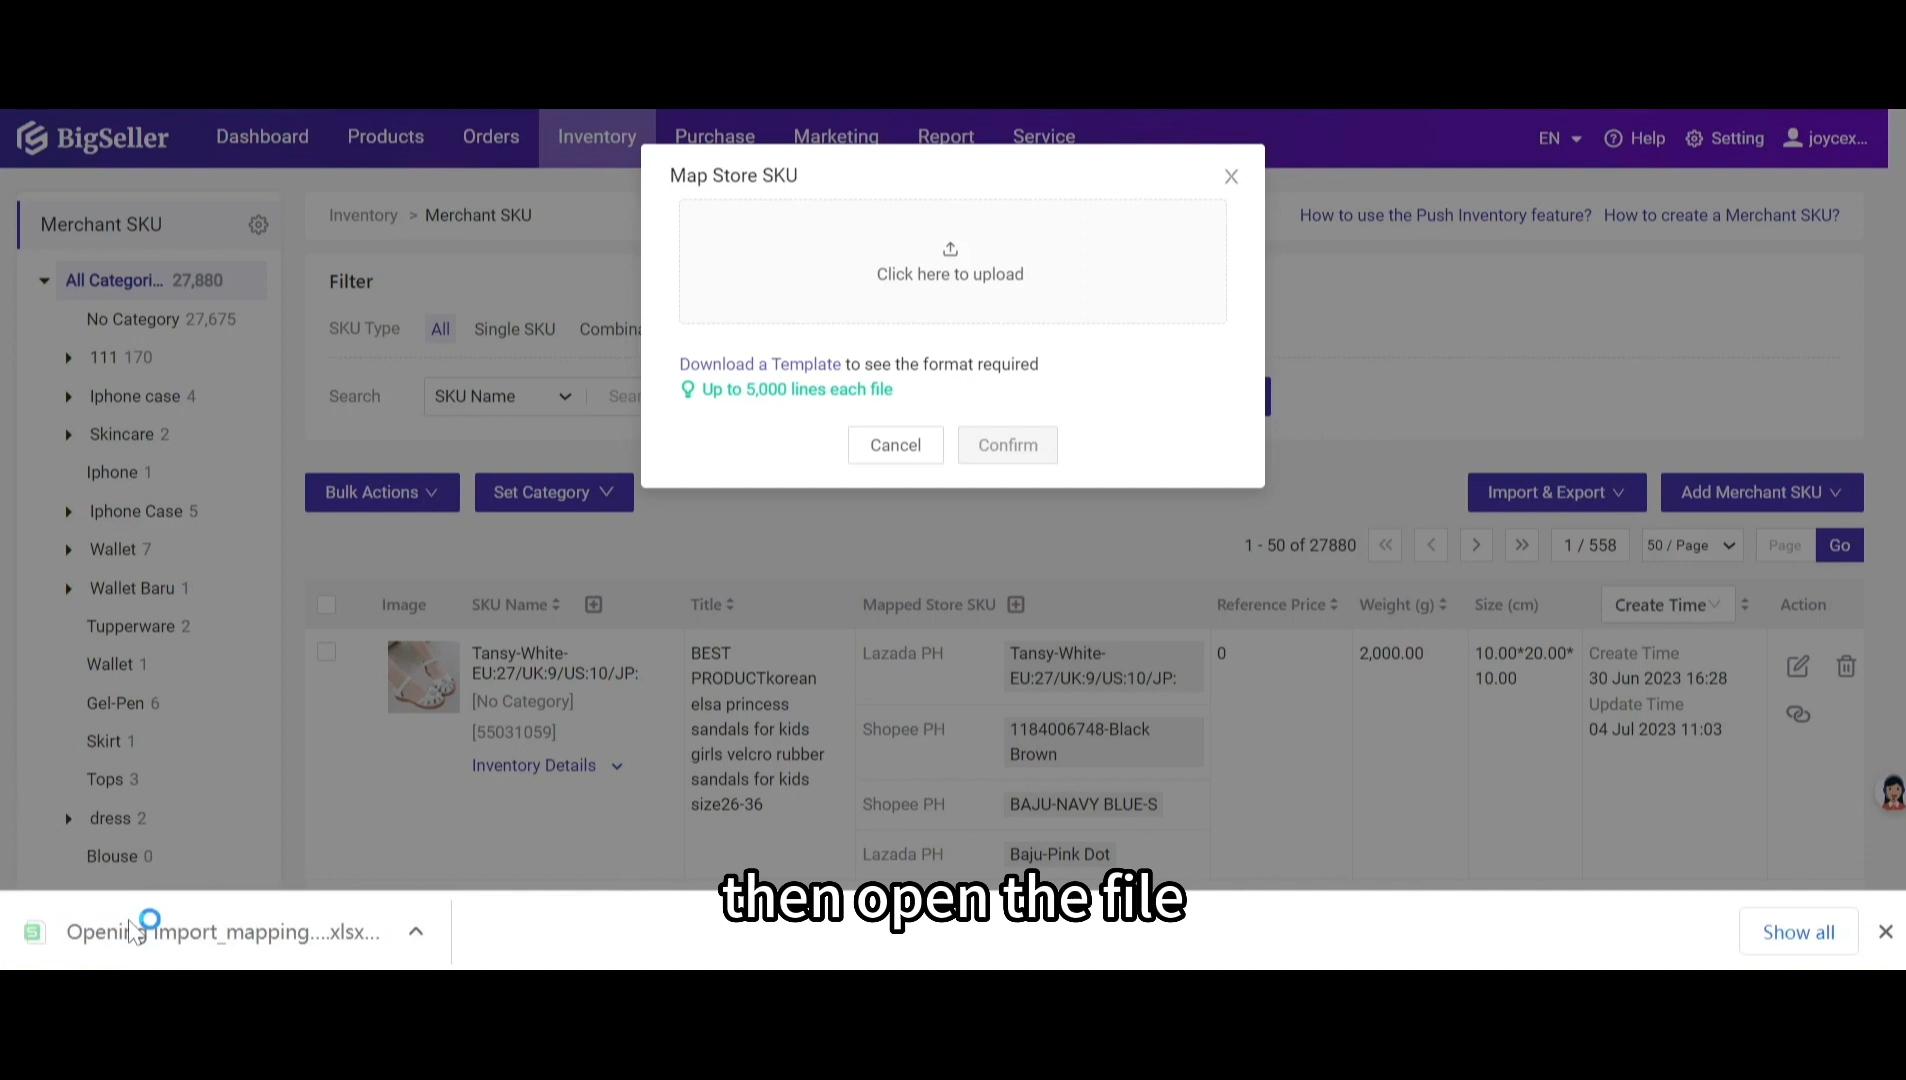 BigSeller
Dashboard
Products
Orders
Inventory
Purchase
Marketing
Report
Service
EN
Help
Setting
joycex...
Merchant SKU
All Categori... 27,880
No Category 27,675
111 170
Iphone case 4
Skincare 2
Iphone 1
Iphone Case 5
Wallet 7
Wallet Baru 1
Tupperware 2
Wallet 1
Gel-Pen 6
Skirt 1
Tops 3
dress 2
Blouse 0
Inventory > Merchant SKU
How to use the Push Inventory feature? How to create a Merchant SKU?
Filter
SKU Type All Single SKU Combina
Search SKU Name Sear
Map Store SKU
Click here to upload
Download a Template to see the format required
Up to 5,000 lines each file
Cancel
Confirm
Bulk Actions
Set Category
Import & Export
Add Merchant SKU
1 - 50 of 27880
1 / 558
50 / Page
Page
Go
Image
SKU Name
Title
Mapped Store SKU
Reference Price
Weight (g)
Size (cm)
Create Time
Action
Tansy-White-
EU:27/UK:9/US:10/JP:
[No Category]
[55031059]
Inventory Details
BEST
PRODUCTkorean
elsa princess
sandals for kids
girls velcro rubber
sandals for kids
size26-36
Lazada PH
Tansy-White-
EU:27/UK:9/US:10/JP:
Shopee PH
1184006748-Black
Brown
Shopee PH
BAJU-NAVY BLUE-S
Lazada PH
Baju-Pink Dot
0
2,000.00
10.00*20.00*
10.00
Create Time
30 Jun 2023 16:28
Update Time
04 Jul 2023 11:03
then open the file
Opening Import_mapping....xlsx...
Show all